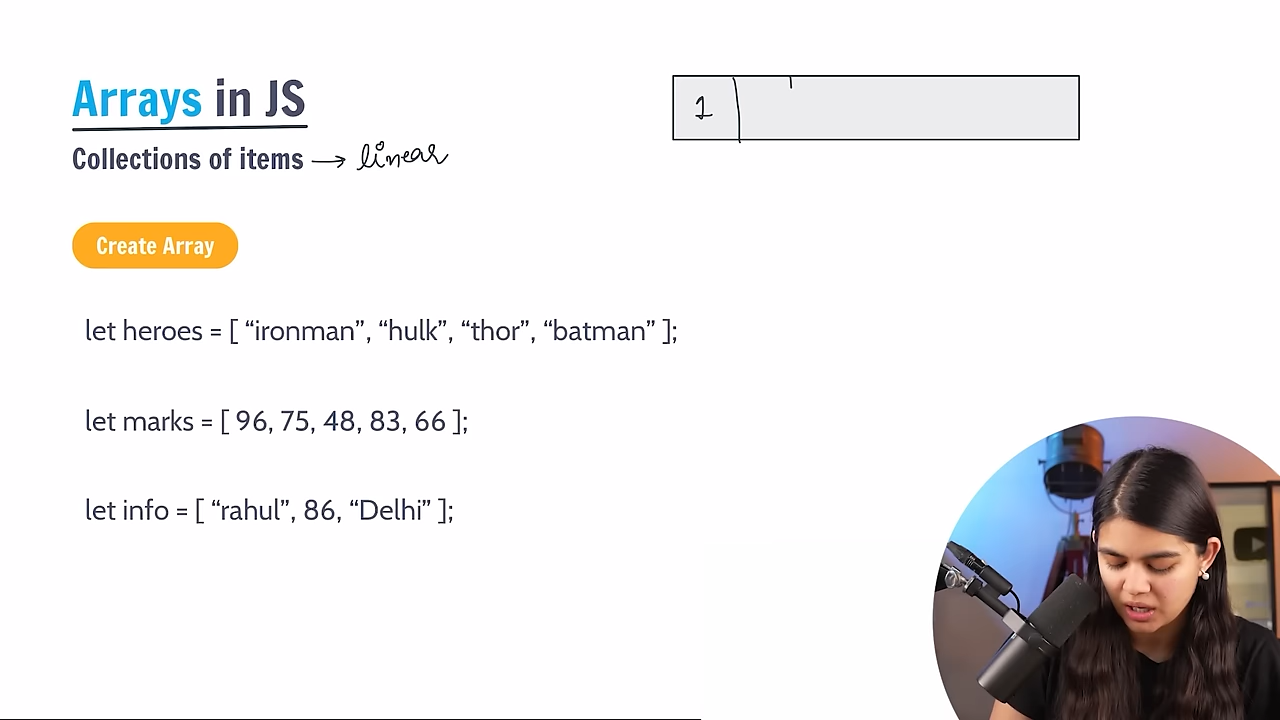 Arrays in JS
1
Collections of items → linear
Create Array
let heroes = [ “ironman”, “hulk”, “thor”, “batman” ];
let marks = [ 96, 75, 48, 83, 66 ];
let info = [ “rahul”, 86, “Delhi” ];